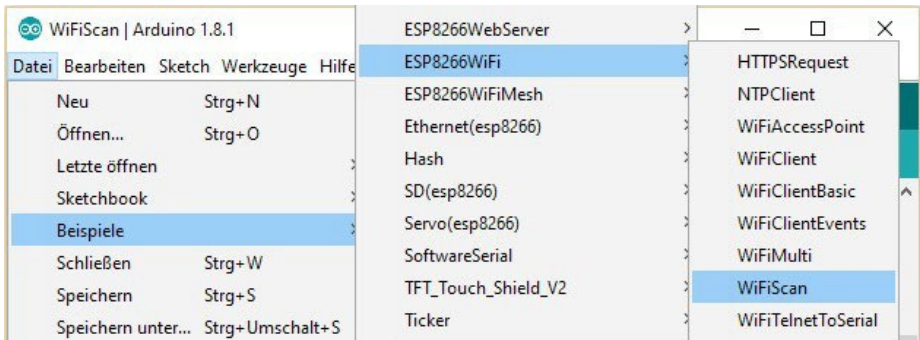 WiFiScan | Arduino 1.8.1
Datei Bearbeiten Sketch Werkzeuge Hilfe
Neu Strg+N
Öffnen... Strg+O
Letzte öffnen
Sketchbook
Beispiele
Schließen Strg+W
Speichern Strg+S
Speichern unter... Strg+Umschalt+S
ESP8266WebServer
ESP8266WiFi
ESP8266WiFiMesh
Ethernet(esp8266)
Hash
SD(esp8266)
Servo(esp8266)
SoftwareSerial
TFT_Touch_Shield_V2
Ticker
HTTPSRequest
NTPClient
WiFiAccessPoint
WiFiClient
WiFiClientBasic
WiFiClientEvents
WiFiMulti
WiFiScan
WiFiTelnetToSerial